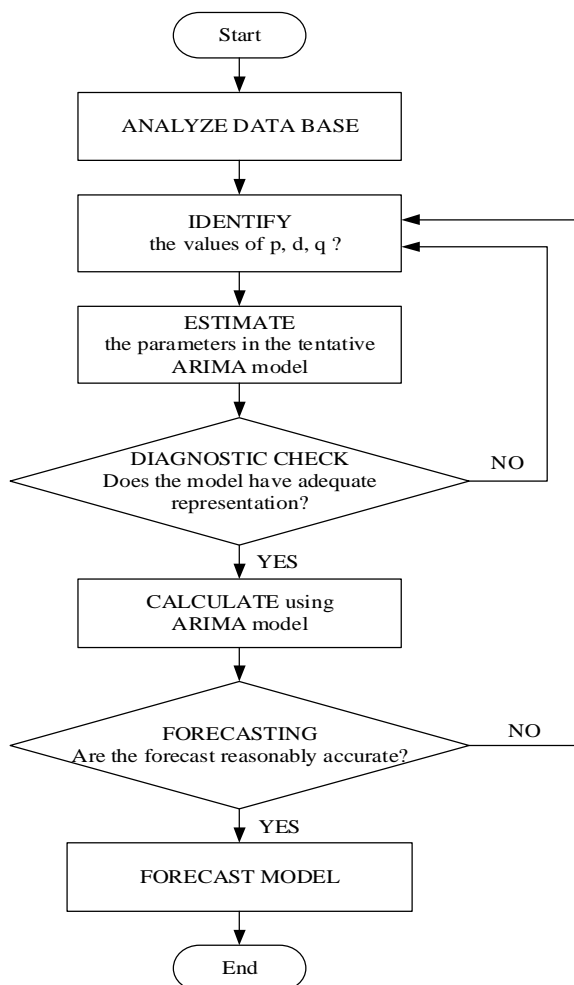 Start
ANALYZE DATA BASE
IDENTIFY
the values of p, d, q ?
ESTIMATE
the parameters in the tentative
ARIMA model
DIAGNOSTIC CHECK
Does the model have adequate
representation?
NO
YES
CALCULATE using
ARIMA model
FORECASTING
Are the forecast reasonably accurate?
NO
YES
FORECAST MODEL
End